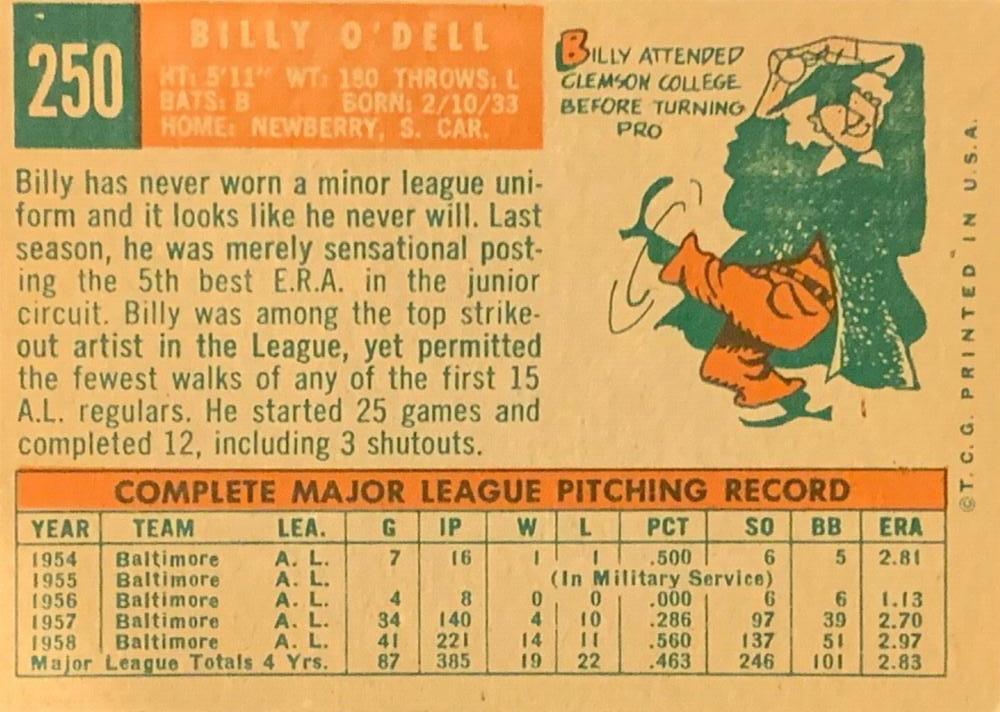 250
BILLY O'DELL
HT: 5'11" WT: 180 THROWS: L
BATS: B BORN: 2/10/33
HOME: NEWBERRY, S. CAR.
BILLY ATTENDED
CLEMSON COLLEGE
BEFORE TURNING
PRO
Billy has never worn a minor league uni-
form and it looks like he never will. Last
season, he was merely sensational post-
ing the 5th best E.R.A. in the junior
circuit. Billy was among the top strike-
out artist in the League, yet permitted
the fewest walks of any of the first 15
A.L. regulars. He started 25 games and
completed 12, including 3 shutouts.
COMPLETE MAJOR LEAGUE PITCHING RECORD
YEAR TEAM LEA. G IP W L PCT SO BB ERA
1954 Baltimore A. L. 7 16 1 1 .500 6 5 2.81
1955 Baltimore A. L. (In Military Service)
1956 Baltimore A. L. 4 8 0 0 .000 6 6 1.13
1957 Baltimore A. L. 34 140 4 10 .286 97 39 2.70
1958 Baltimore A. L. 41 221 14 11 .560 137 51 2.97
Major League Totals 4 Yrs. 87 385 19 22 .463 246 101 2.83
©T. C. G. PRINTED IN U.S.A.